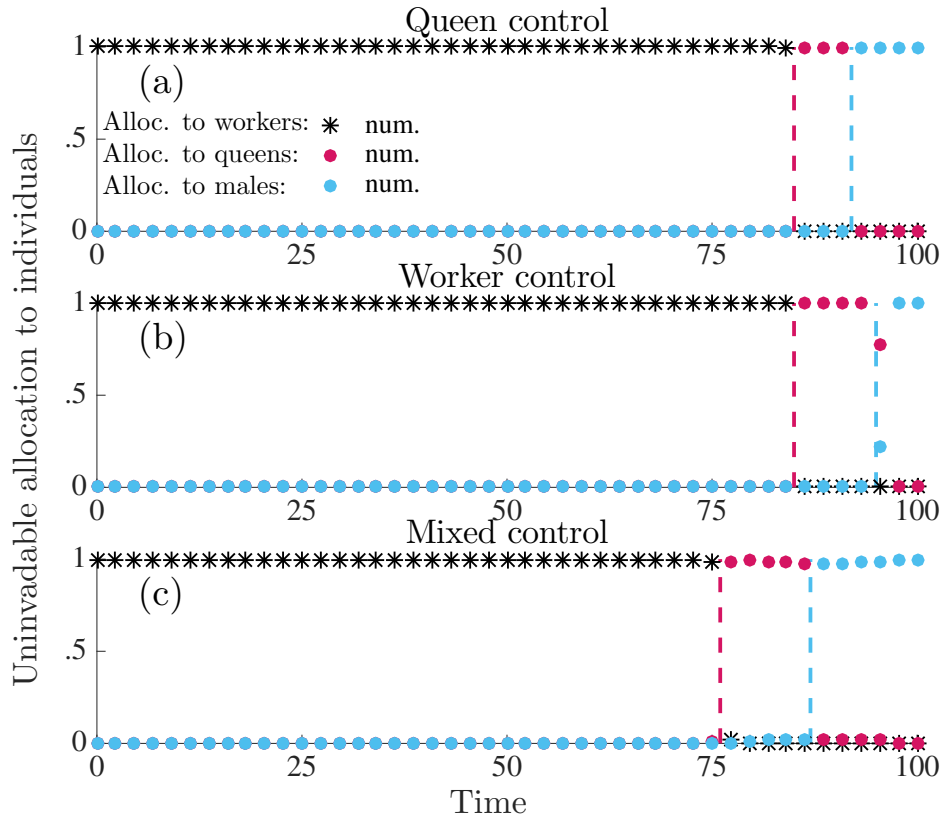 Queen control
1
(a)
Alloc. to workers: num.
.5
Alloc. to queens: num.
Alloc. to males: num.
0
0 25 50 75 100
Worker control
1
(b)
.5
0
0 25 50 75 100
Mixed control
1
(c)
.5
0
0 25 50 75 100
Time
Uninvadable allocation to individuals